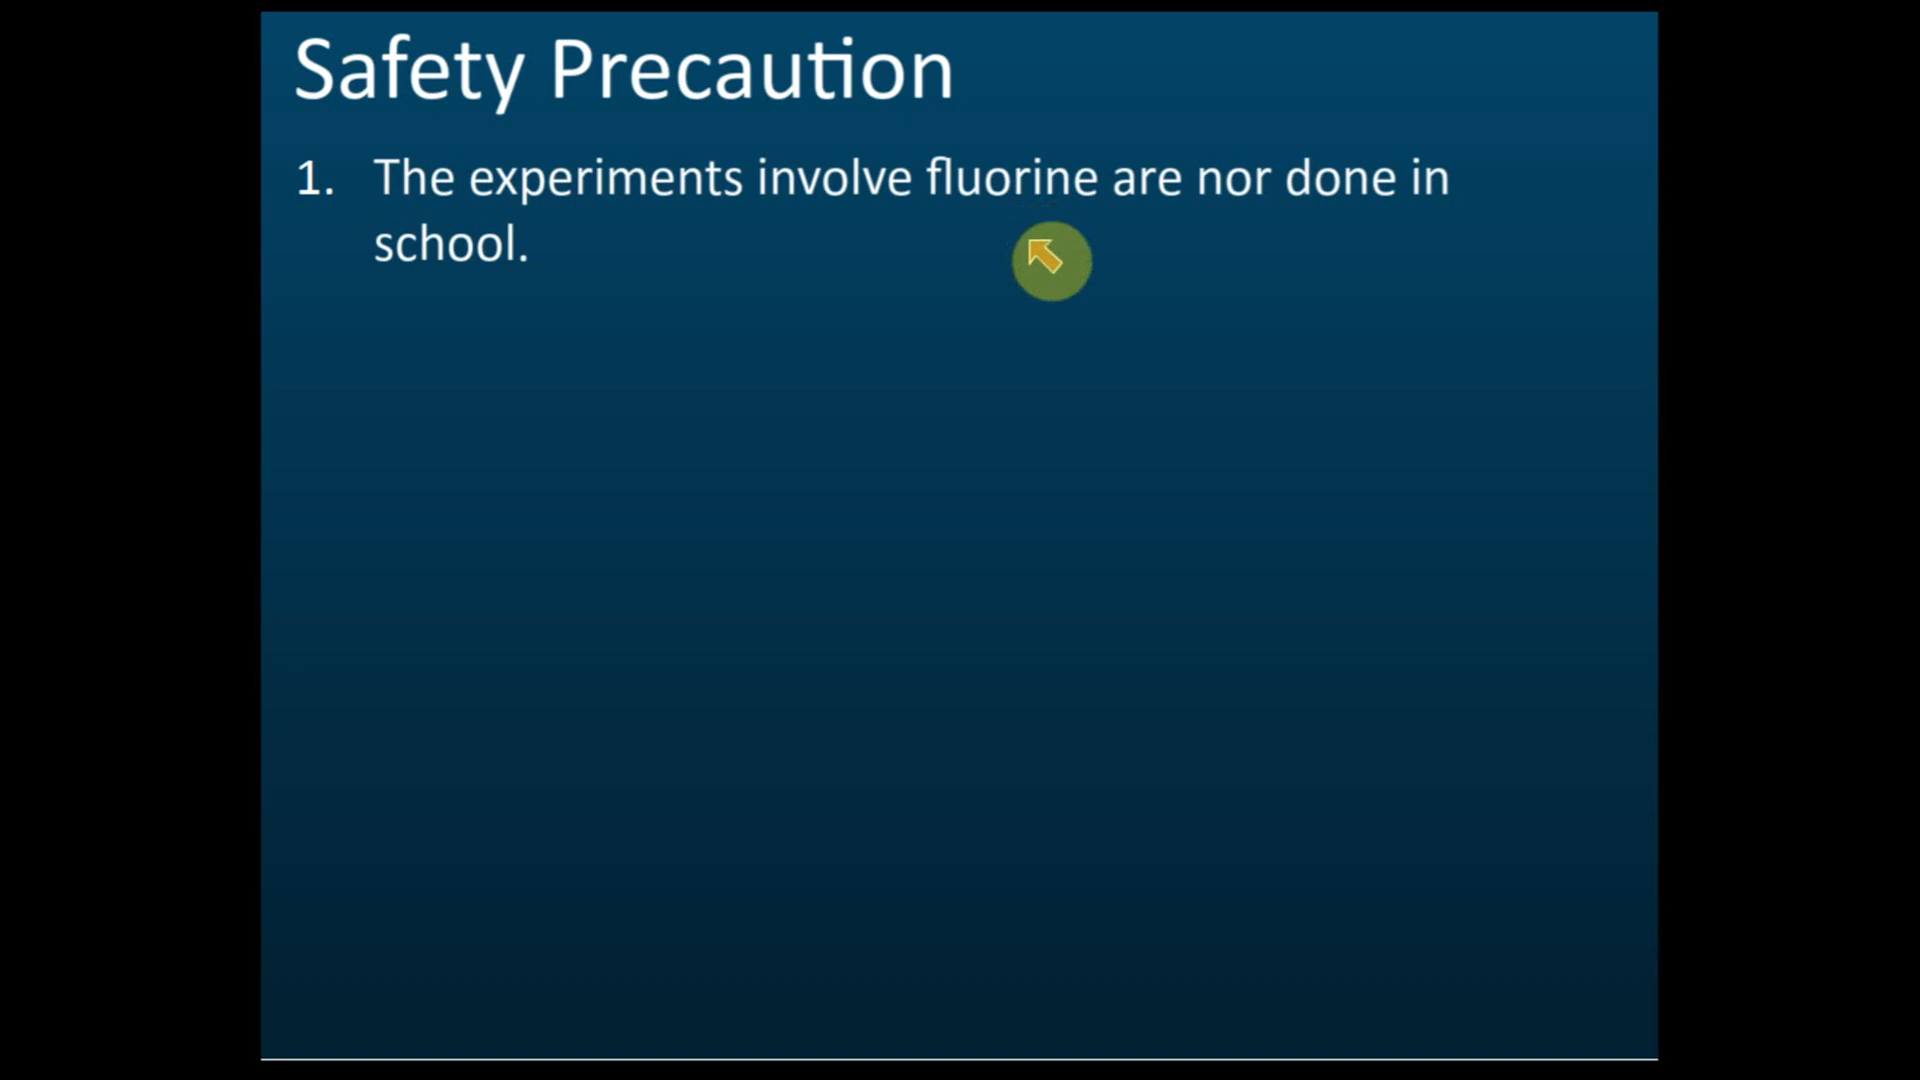 Safety Precaution
1. The experiments involve fluorine are nor done in
school.